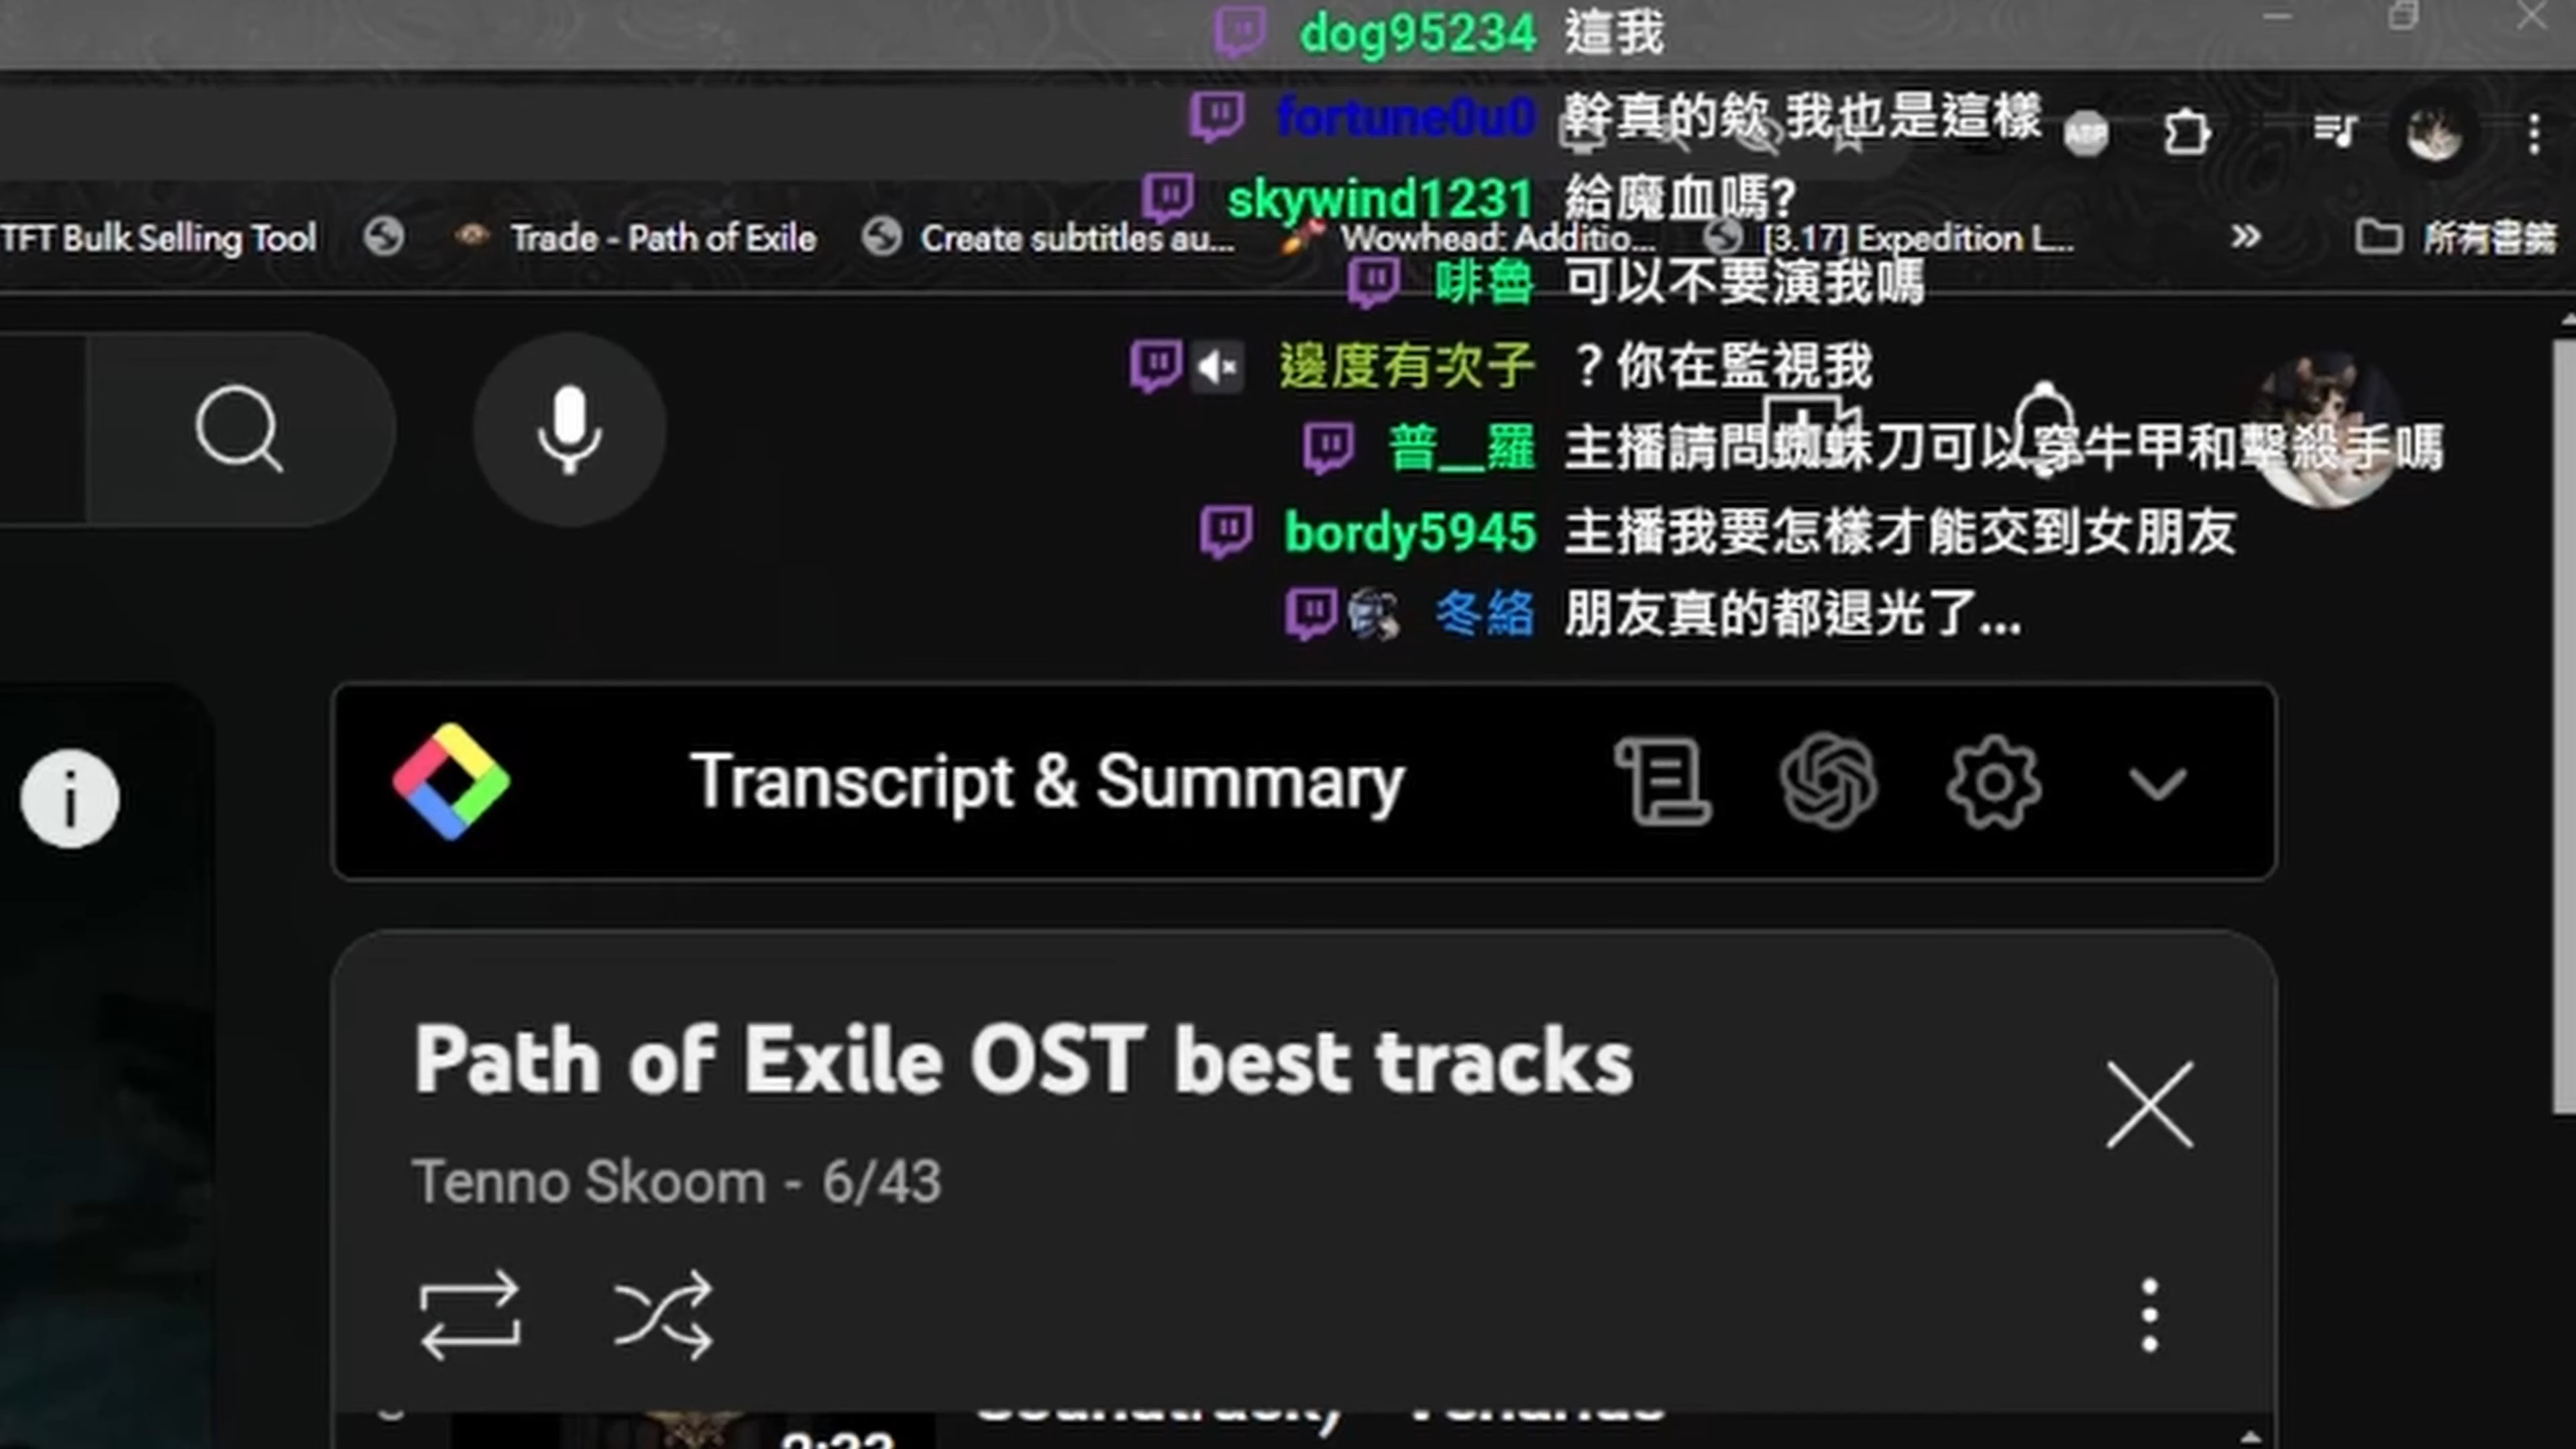 dog95234 這我
fortune0u0 幹真的欸 我也是這樣
ABP
skywind1231 給魔血嗎?
TFT Bulk Selling Tool Trade - Path of Exile Create subtitles au... Wowhead: Additio... [3.17] Expedition L... » 所有書籤
啡魯 可以不要演我嗎
邊度有次子 ？你在監視我
普__羅 主播請問蜘蛛刀可以穿牛甲和擊殺手嗎
bordy5945 主播我要怎樣才能交到女朋友
冬絡 朋友真的都退光了...
Transcript & Summary
Path of Exile OST best tracks
Tenno Skoom - 6/43